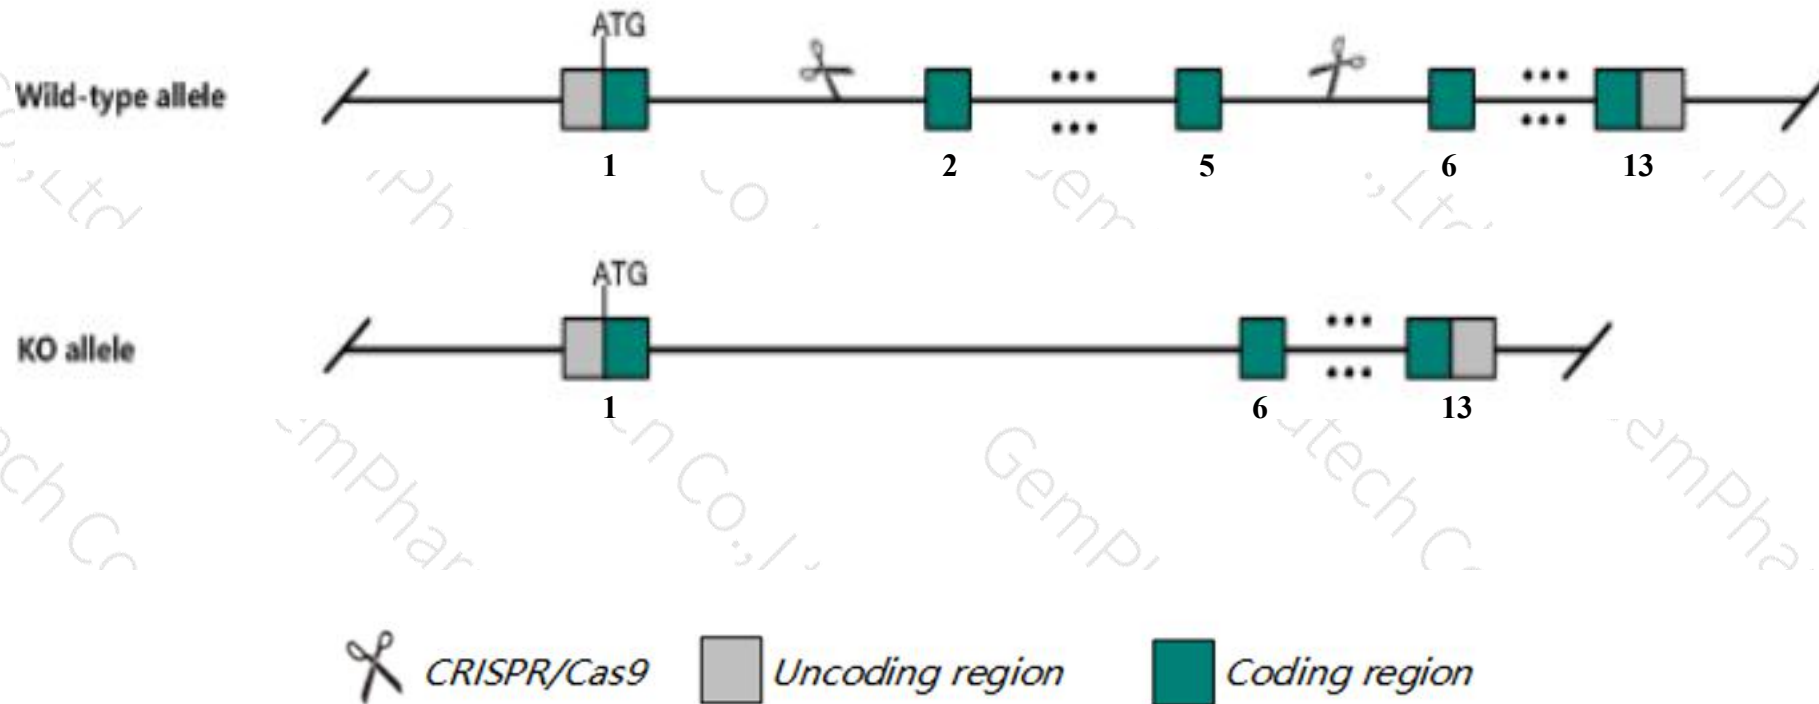 ATG
Wild-type allele
1 2 5 6 13
ATG
KO allele
1 6 13
CRISPR/Cas9 Uncoding region Coding region
GemPh